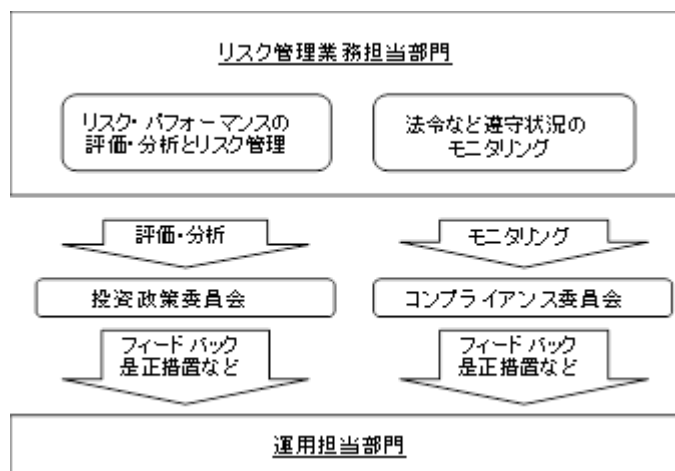 リスク管理業務担当部門
リスク・パフォーマンスの
評価・分析とリスク管理
法令など遵守状況の
モニタリング
評価・分析
モニタリング
投資政策委員会
コンプライアンス委員会
フィードバック
是正措置など
フィードバック
是正措置など
運用担当部門